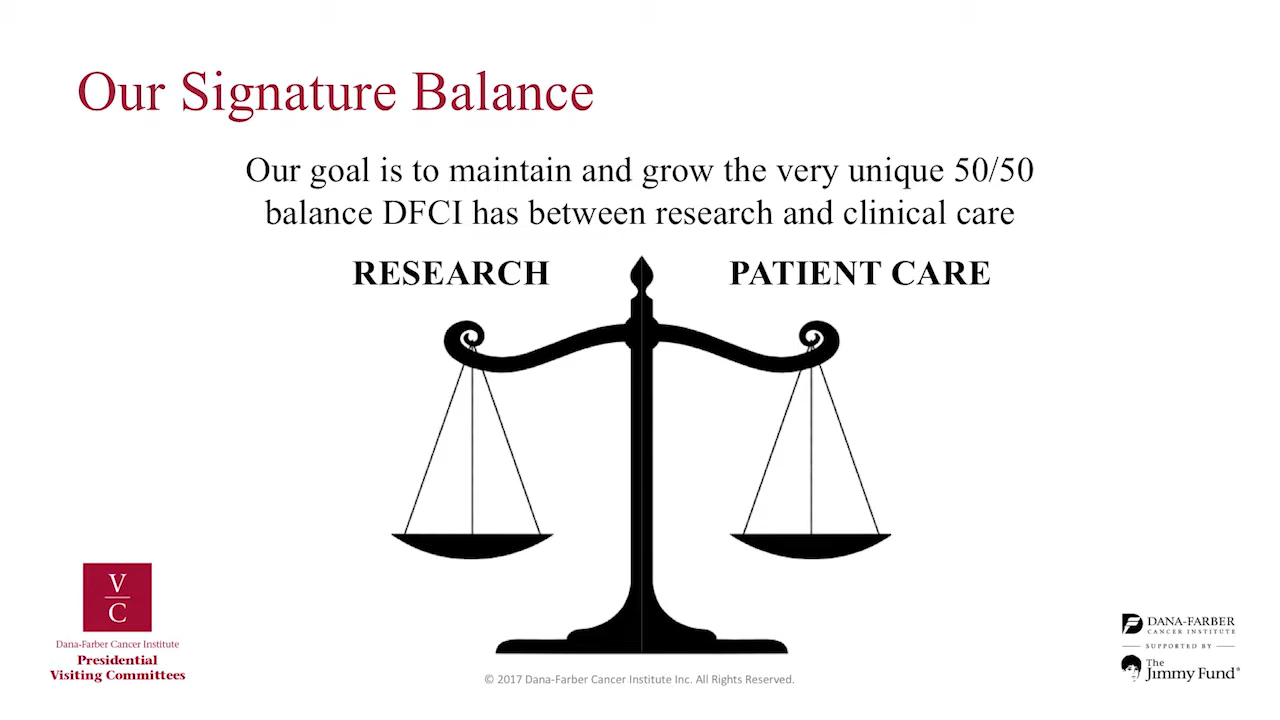 Our Signature Balance
Our goal is to maintain and grow the very unique 50/50
balance DFCI has between research and clinical care
RESEARCH
PATIENT CARE
V
C
Dana-Farber Cancer Institute
Presidential
Visiting Committees
© 2017 Dana-Farber Cancer Institute Inc. All Rights Reserved.
DANA-FARBER
CANCER INSTITUTE
SUPPORTED BY
The
Jimmy Fund®